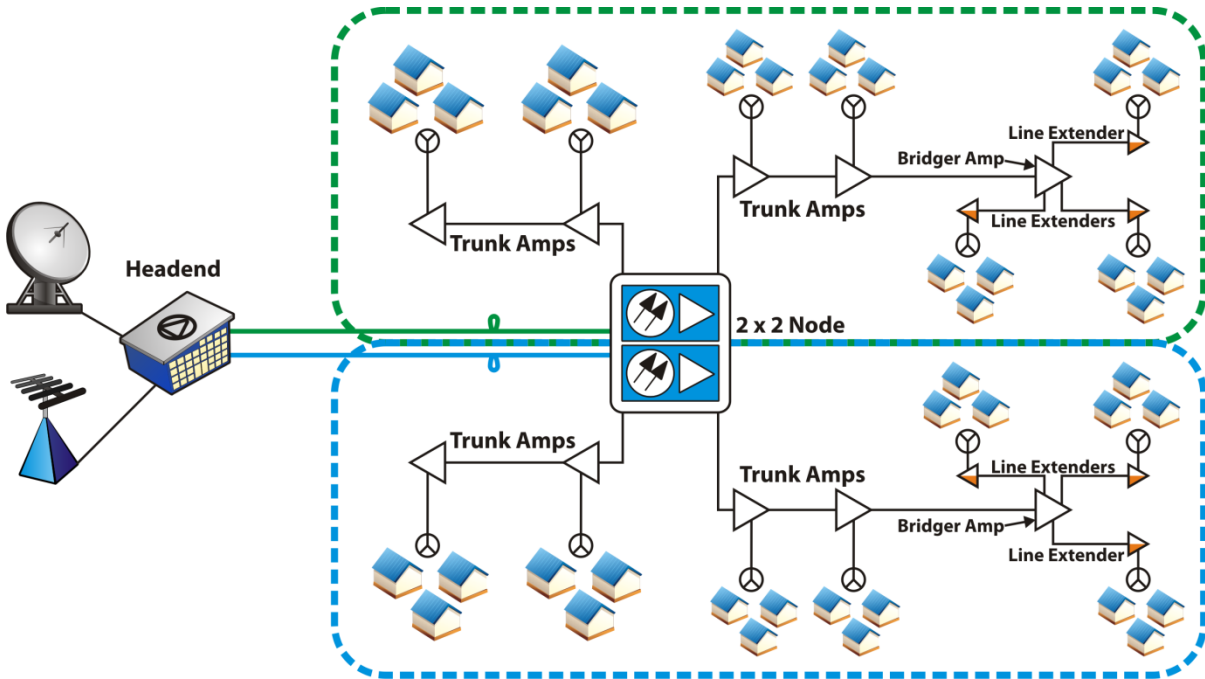 Line Extender
Bridger Amp
Trunk Amps
Line Extenders
Trunk Amps
Headend
2 x 2 Node
Trunk Amps
Line Extenders
Trunk Amps
Bridger Amp
Line Extender